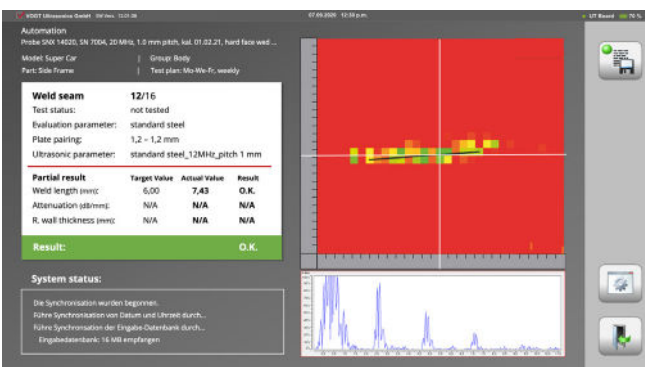 VOGT Ultrasonics GmbH
07.09.2020 12:30 p.m.
UT Board 70 %
Automation
Probe SNX 14020, SN 7004, 20 MHz, 1.0 mm pitch, kal. 01.02.21, hard face wed ...
Model: Super Car | Group: Body
Part: Side Frame | Test plan: Mo-We-Fr, weekly
Weld seam 12/16
Test status: not tested
Evaluation parameter: standard steel
Plate pairing: 1,2 – 1,2 mm
Ultrasonic parameter: standard steel_12MHz_pitch 1 mm
Partial result Target Value Actual Value Result
Weld length (mm): 6,00 7,43 O.K.
Attenuation (dB/mm): N/A N/A N/A
R. wall thickness (mm): N/A N/A N/A
Result: O.K.
System status:
Die Synchronisation wurden begonnen.
Führe Synchronisation von Datum und Uhrzeit durch...
Führe Synchronsation der Eingabe-Datenbank durch...
Eingabedatenbank: 16 MB empfangen